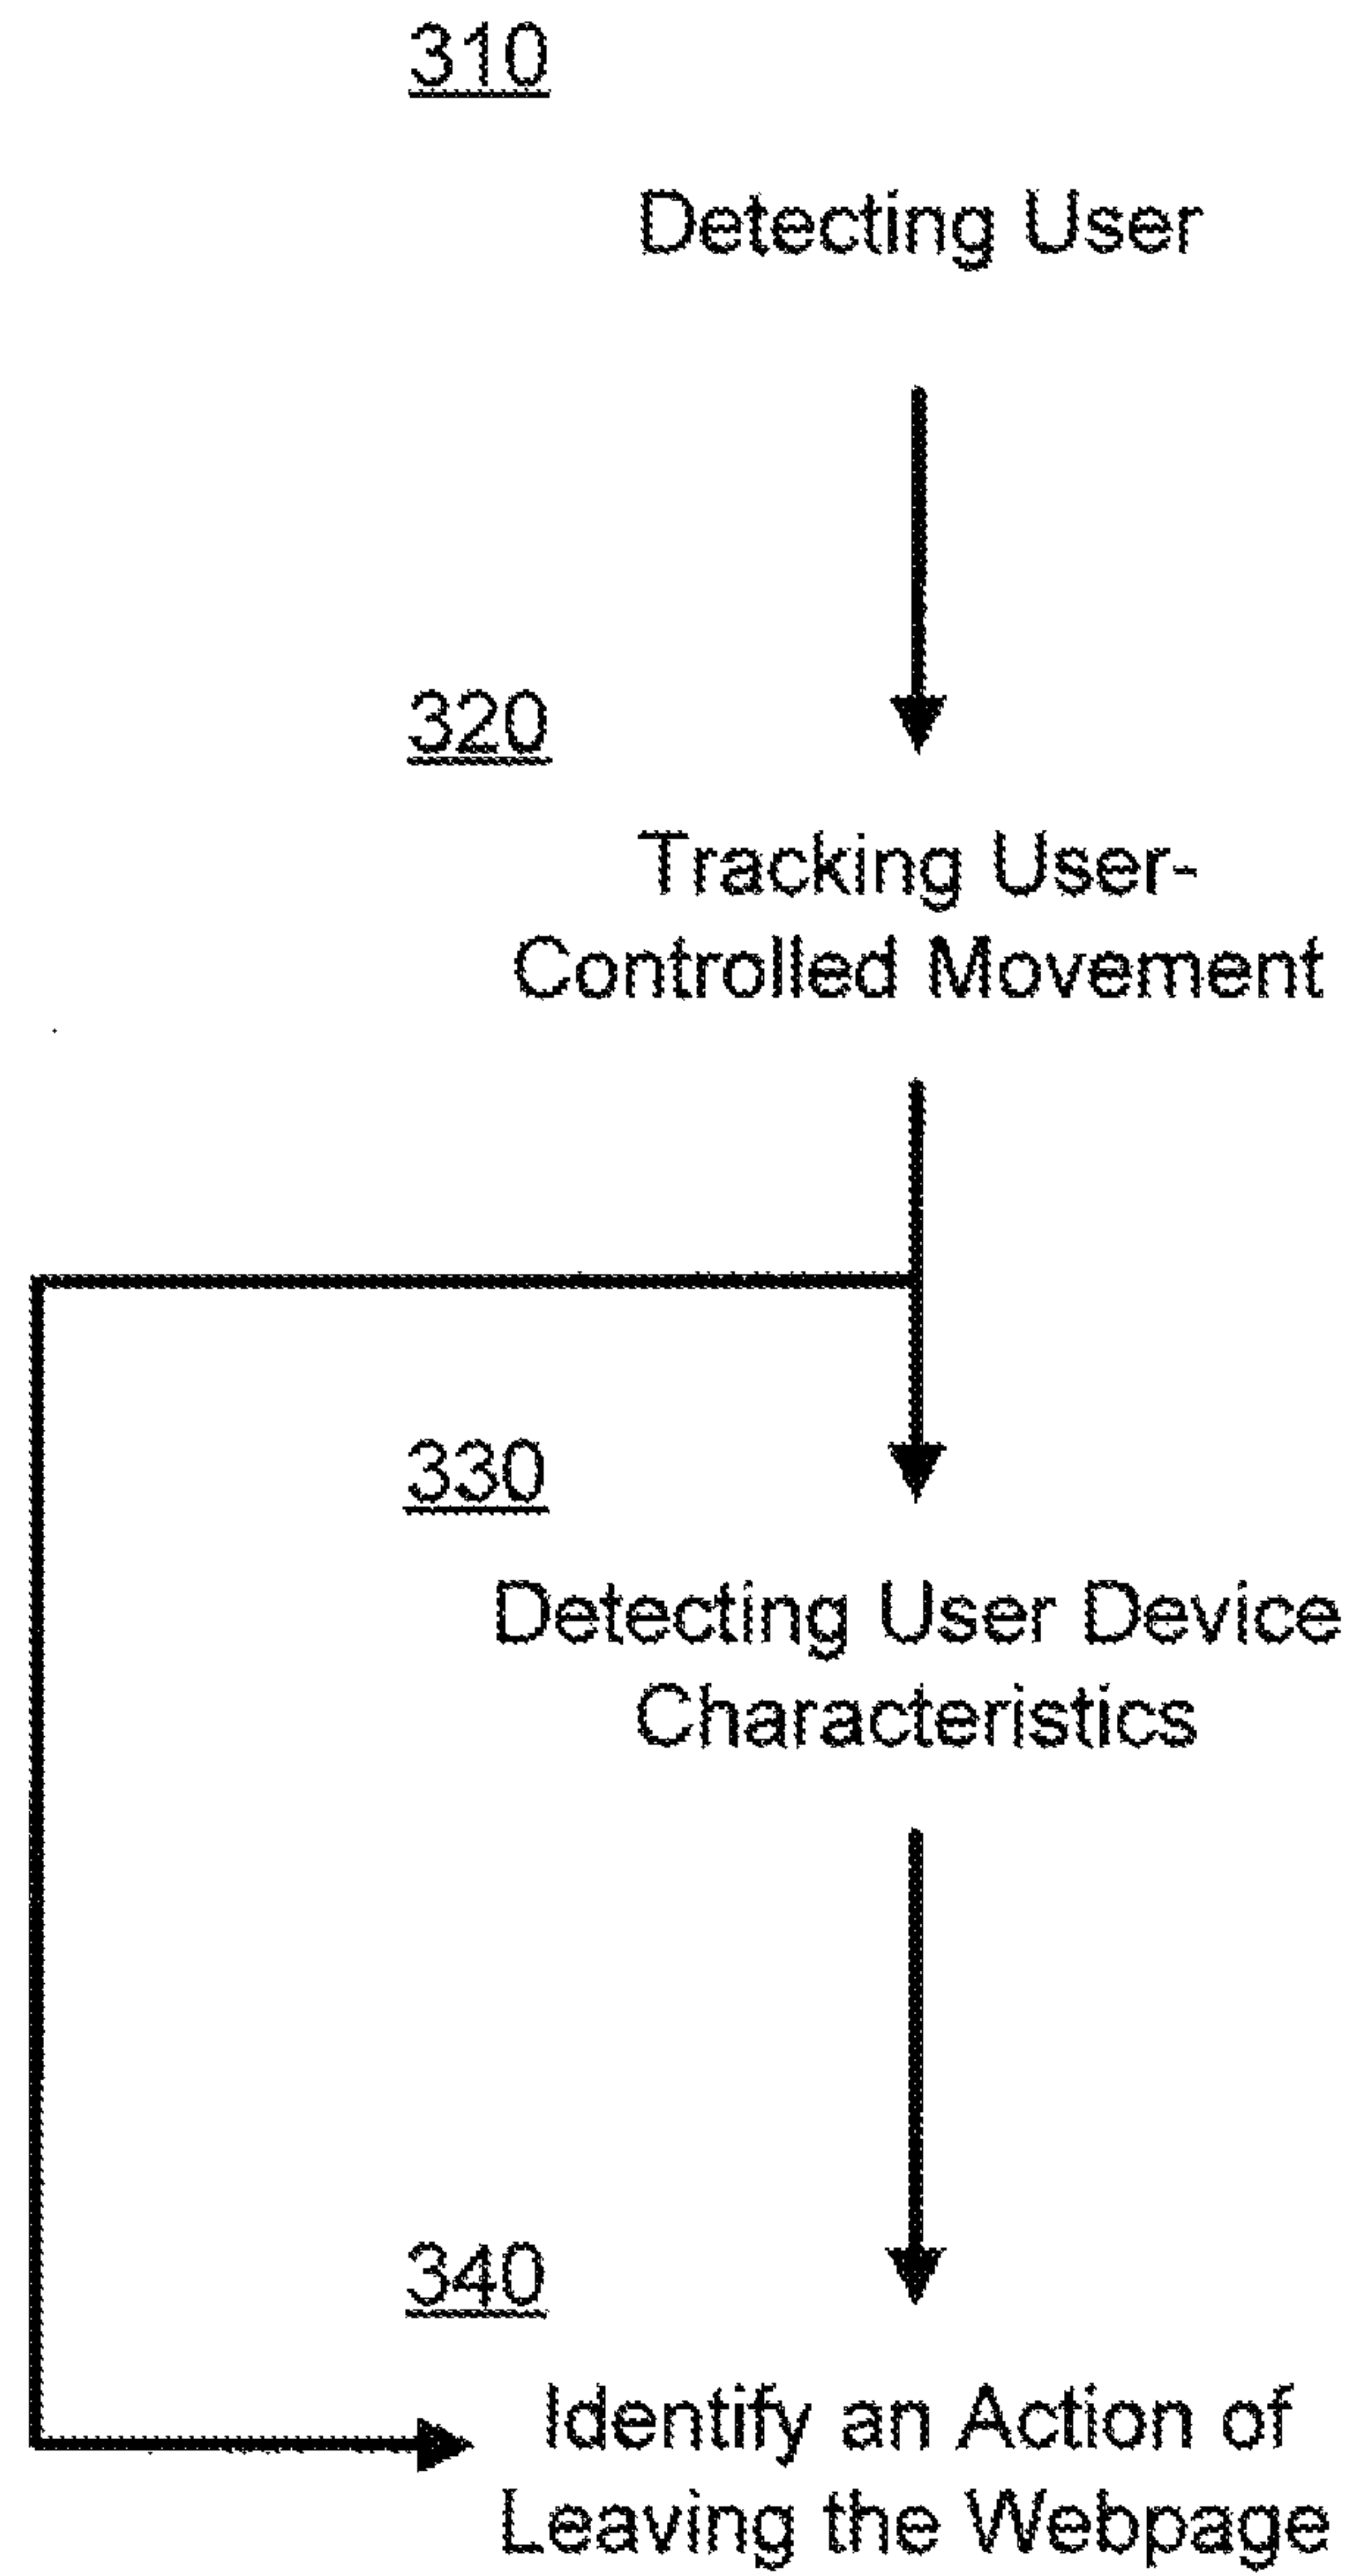 310
Detecting User
320
Tracking User-
Controlled Movement
330
Detecting User Device
Characteristics
340
Identify an Action of
Leaving the Webpage